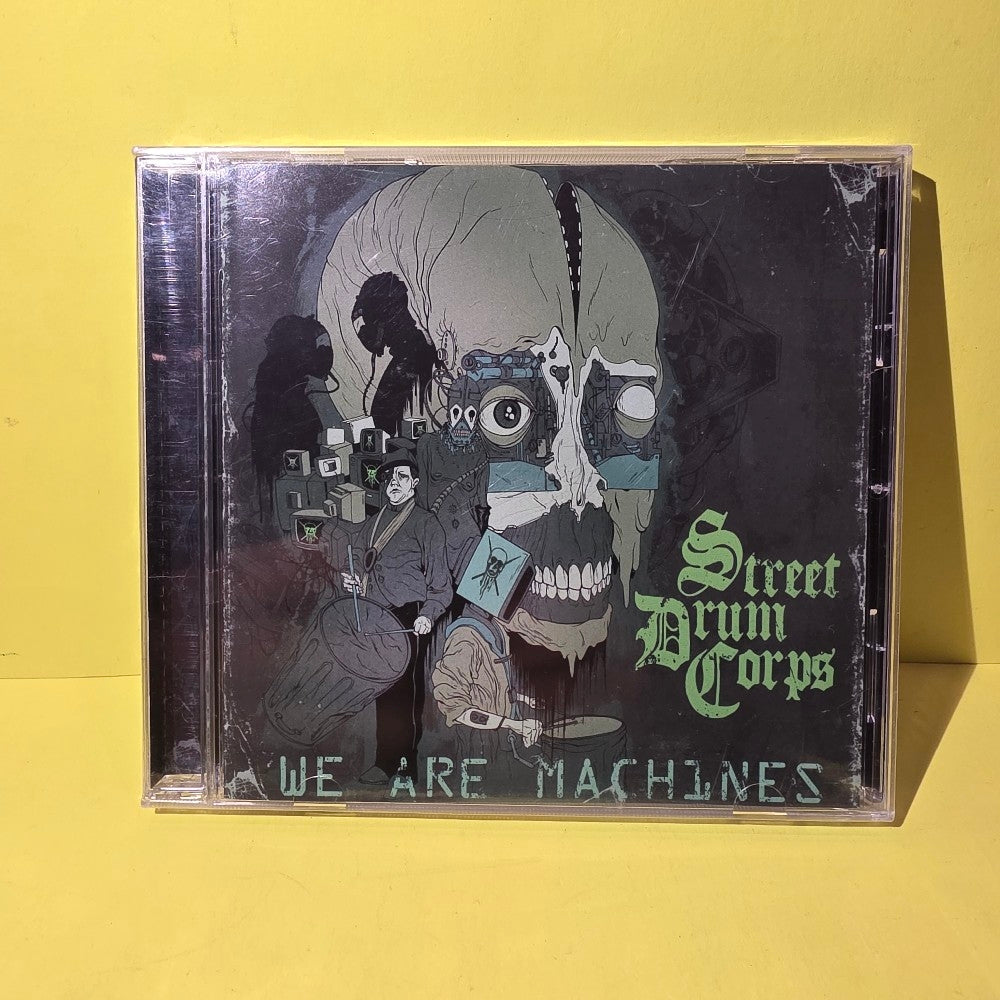 Street
Drum
Corps
WE ARE MACH1NES